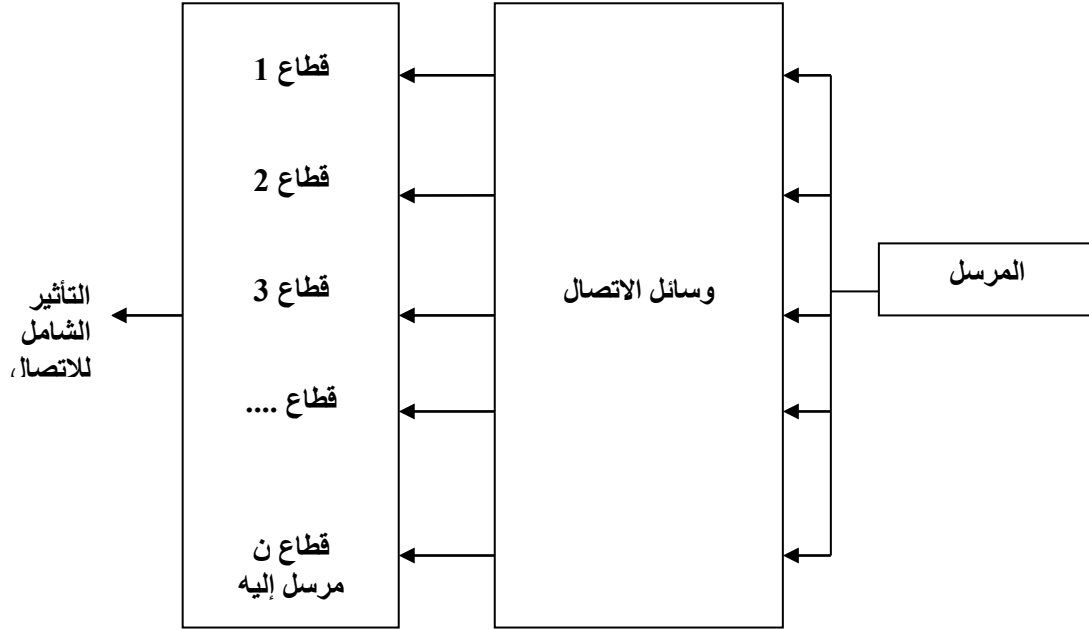 المرسل
وسائل الاتصال
قطاع 1
قطاع 2
قطاع 3
قطاع ....
قطاع ن
مرسل إليه
التأثير
الشامل
للاتصال